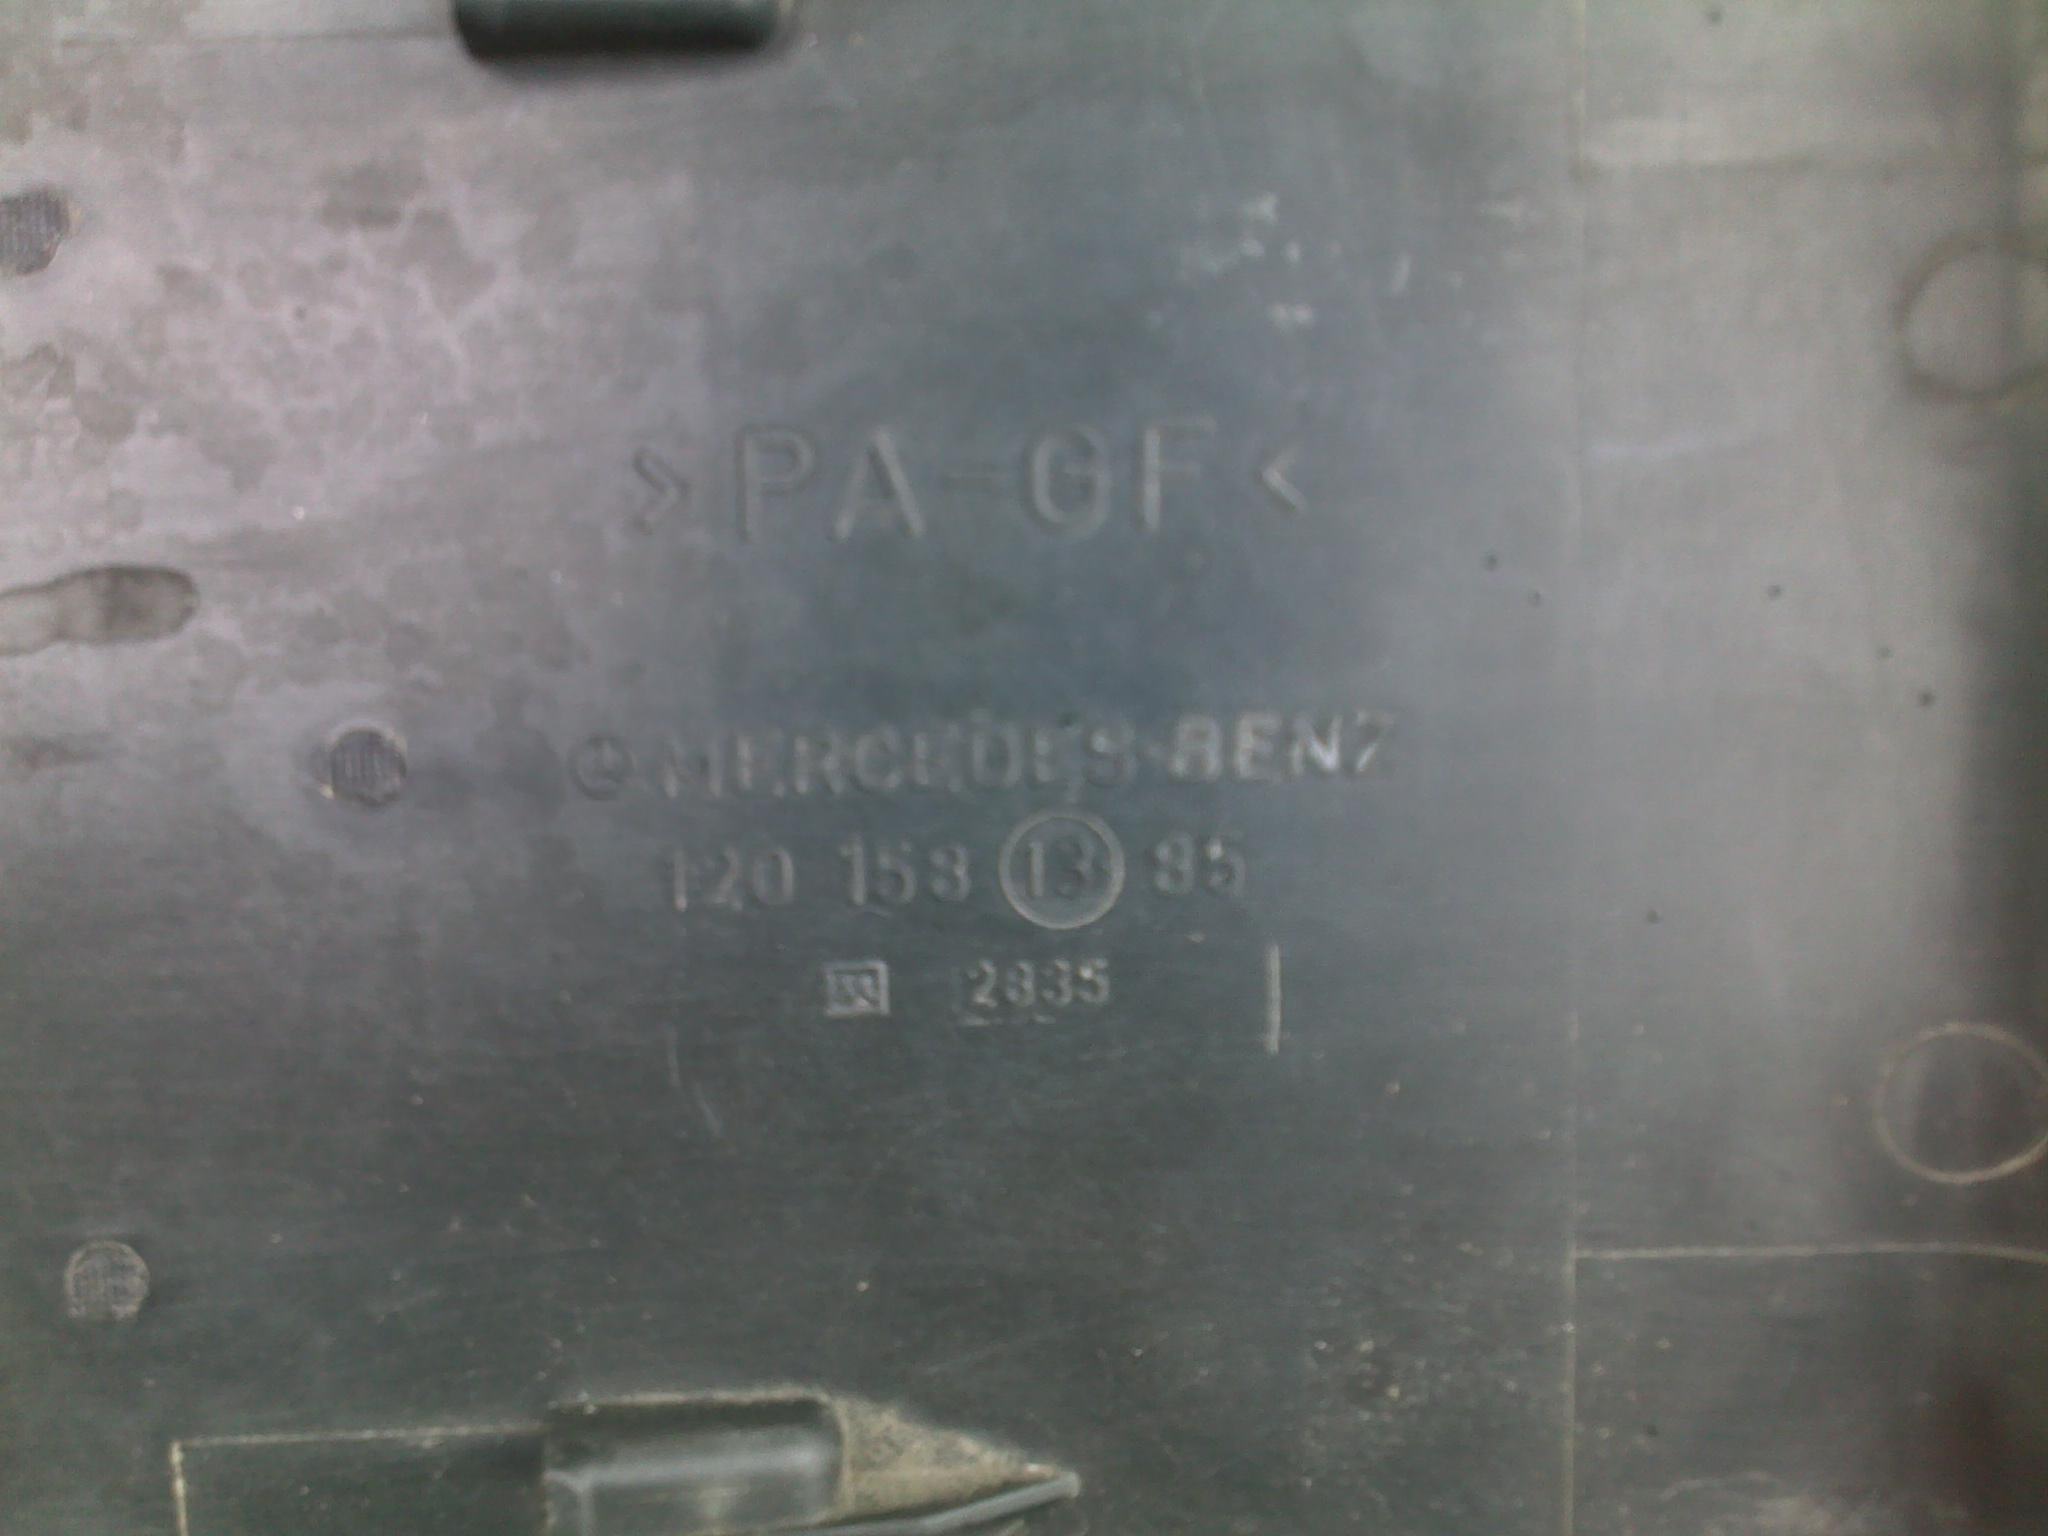 >PA-GF<
MERCEDES-BENZ
120 158 13 85
2835